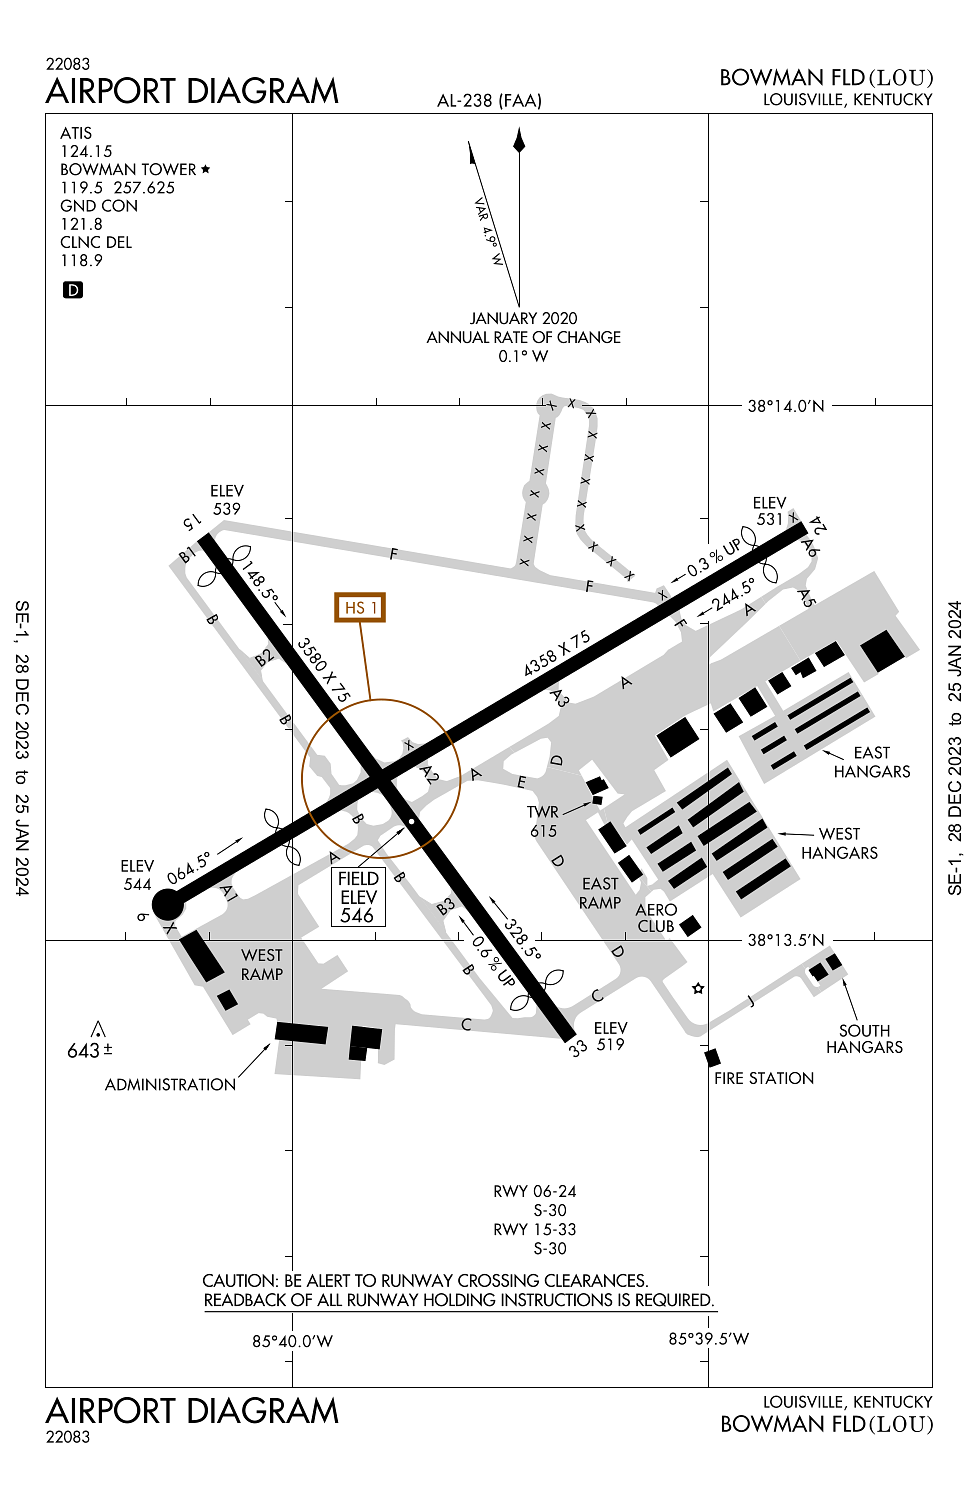 22083
AIRPORT DIAGRAM
AL-238 (FAA)
BOWMAN FLD (LOU)
LOUISVILLE, KENTUCKY
ATIS
124.15
BOWMAN TOWER
119.5 257.625
GND CON
121.8
CLNC DEL
118.9
D
VAR 4.9° W
JANUARY 2020
ANNUAL RATE OF CHANGE
0.1° W
38°14.0'N
X X X
X X
X X
X X
X X
X X
X X
X X
X
ELEV
539
15
ELEV
531
X
24
B1
148.5°
F
F
0.3 % UP
244.5°
A6
A5
X
F
A
HS 1
B
B2
3580 X 75
4358 X 75
A3
A
B
X
A2
A
E
D
EAST
HANGARS
TWR
615
WEST
HANGARS
B
A
B
D
ELEV
544
064.5°
A1
6
X
FIELD
ELEV
546
B3
EAST
RAMP
AERO
CLUB
328.5°
0.6 % UP
38°13.5'N
WEST
RAMP
B
D
C
C
J
ELEV
519
33
SOUTH
HANGARS
643 ±
ADMINISTRATION
FIRE STATION
RWY 06-24
S-30
RWY 15-33
S-30
CAUTION: BE ALERT TO RUNWAY CROSSING CLEARANCES.
READBACK OF ALL RUNWAY HOLDING INSTRUCTIONS IS REQUIRED.
85°40.0'W
85°39.5'W
AIRPORT DIAGRAM
22083
LOUISVILLE, KENTUCKY
BOWMAN FLD (LOU)
SE-1, 28 DEC 2023 to 25 JAN 2024
SE-1, 28 DEC 2023 to 25 JAN 2024